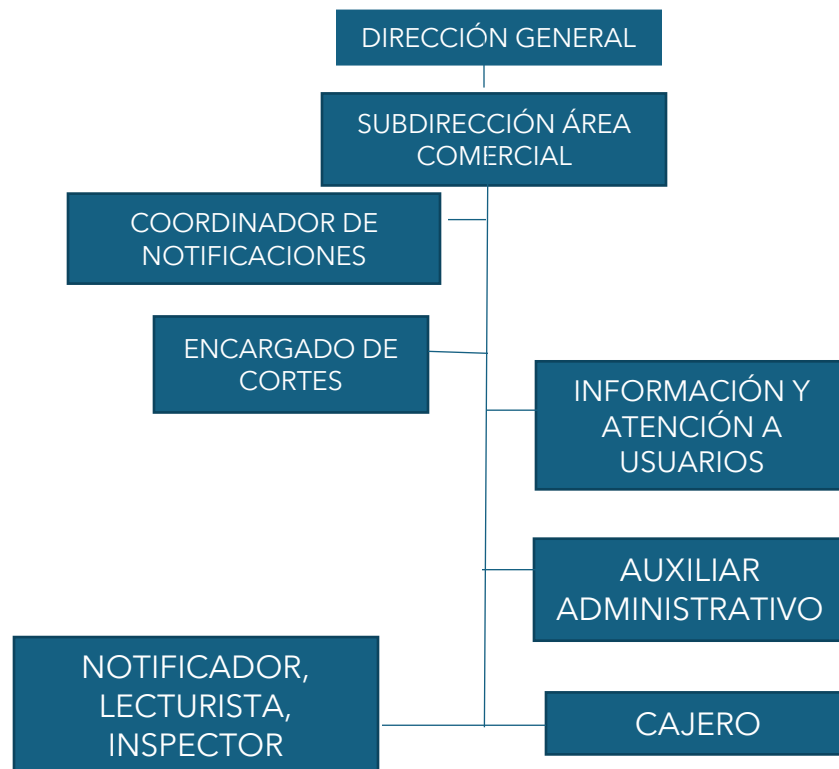 DIRECCIÓN GENERAL
SUBDIRECCIÓN ÁREA
COMERCIAL
COORDINADOR DE
NOTIFICACIONES
ENCARGADO DE
CORTES
INFORMACIÓN Y
ATENCIÓN A
USUARIOS
AUXILIAR
ADMINISTRATIVO
NOTIFICADOR,
LECTURISTA,
INSPECTOR
CAJERO